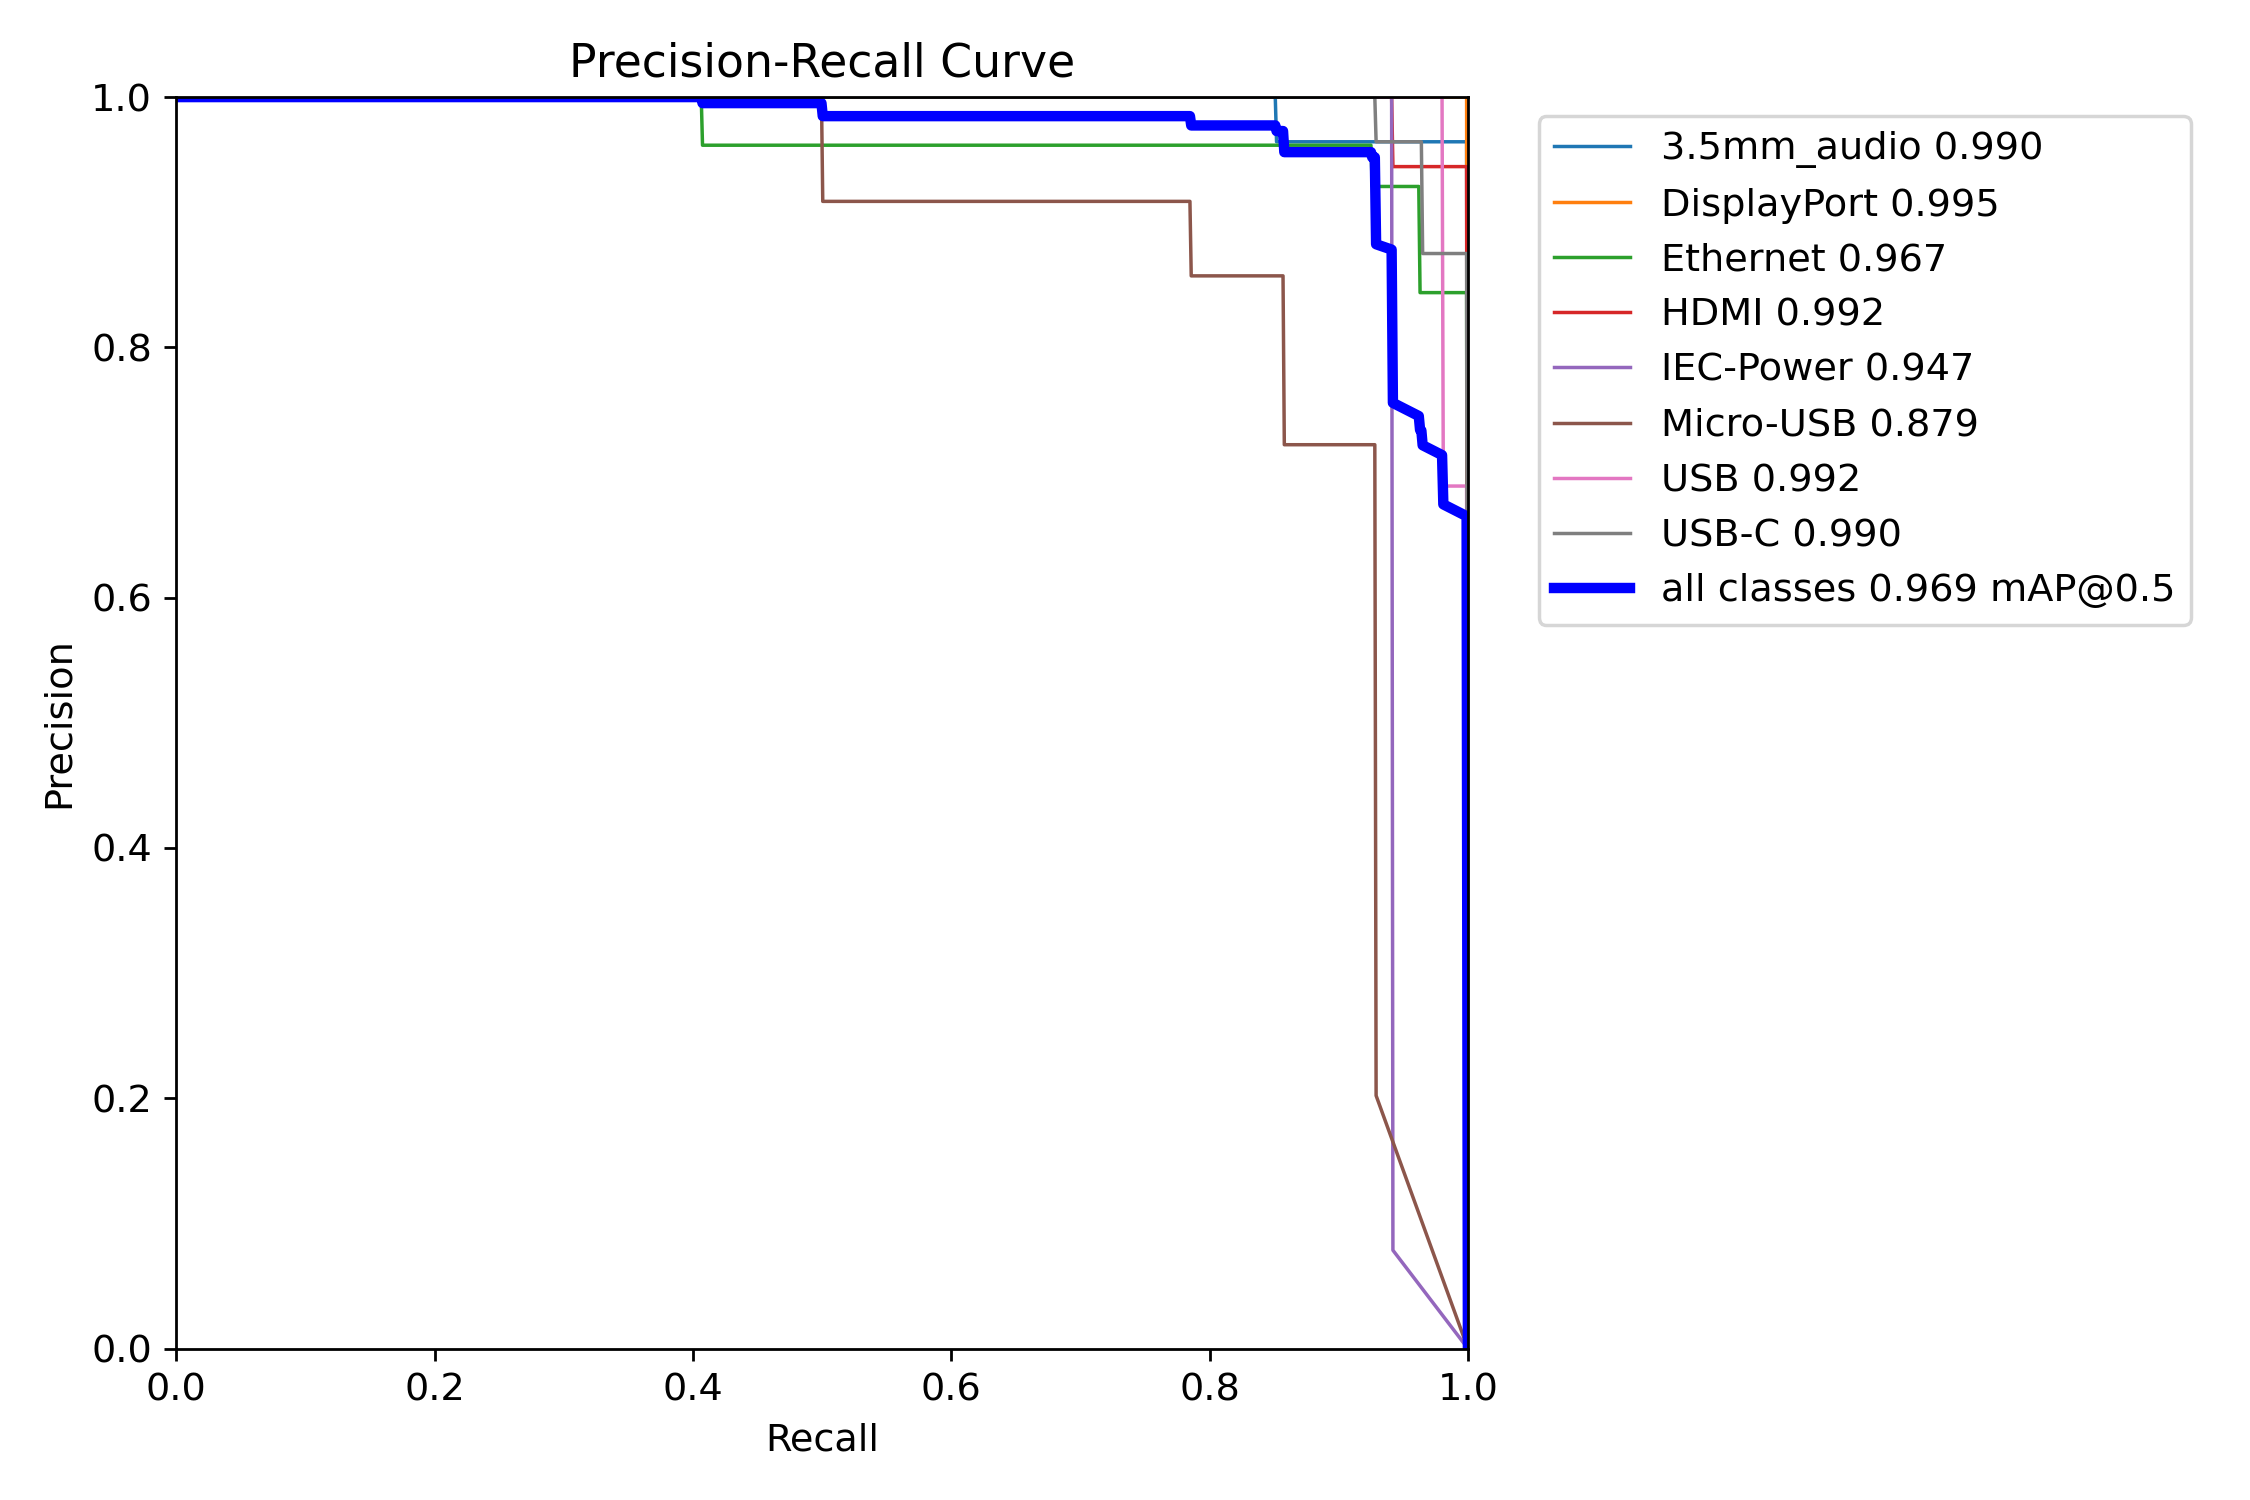 Precision-Recall Curve
1.0
0.8
0.6
0.4
0.2
0.0
Precision
0.0 0.2 0.4 0.6 0.8 1.0
Recall
3.5mm_audio 0.990
DisplayPort 0.995
Ethernet 0.967
HDMI 0.992
IEC-Power 0.947
Micro-USB 0.879
USB 0.992
USB-C 0.990
all classes 0.969 mAP@0.5